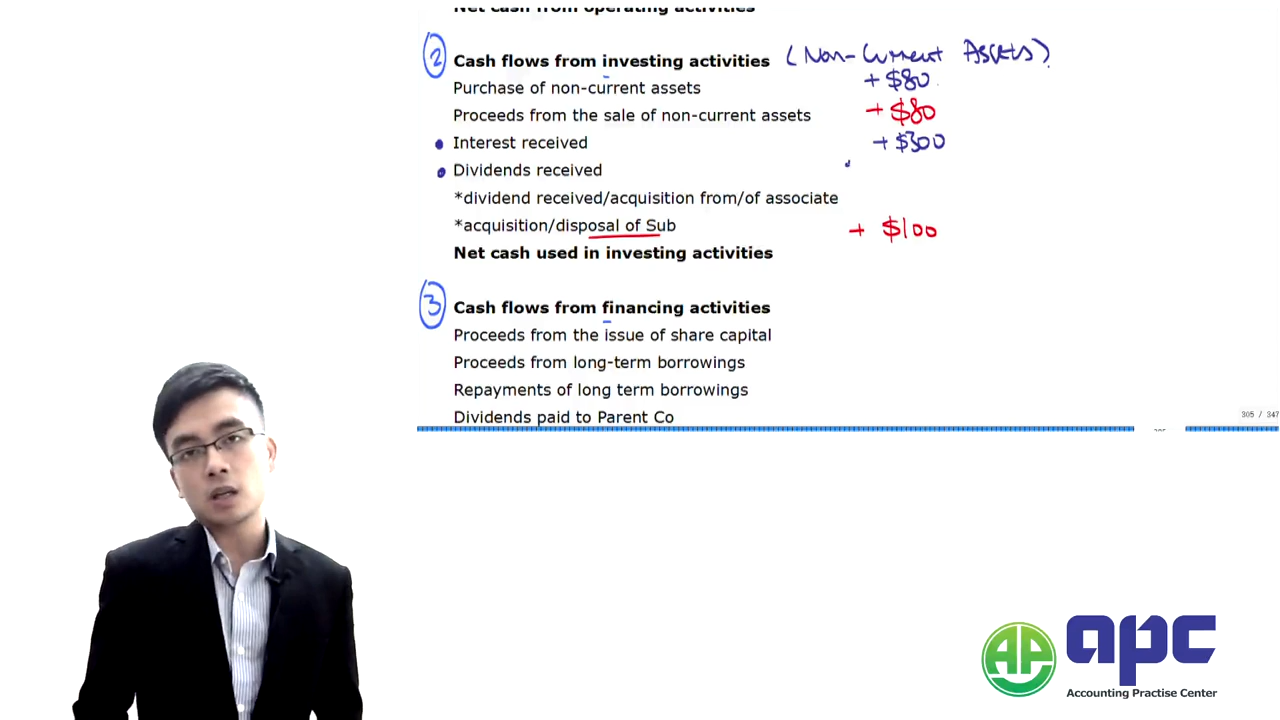 Net cash from operating activities
2 Cash flows from investing activities (Non-Current Assets)
Purchase of non-current assets + $80
Proceeds from the sale of non-current assets + $80
Interest received + $300
Dividends received
*dividend received/acquisition from/of associate
*acquisition/disposal of Sub + $100
Net cash used in investing activities
3 Cash flows from financing activities
Proceeds from the issue of share capital
Proceeds from long-term borrowings
Repayments of long term borrowings
Dividends paid to Parent Co
305 / 347
AP
apc
Accounting Practise Center